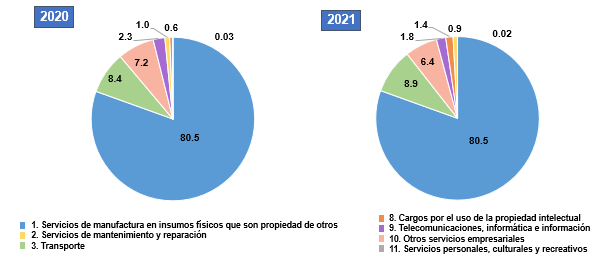 2020
2021
1.0
0.6
0.03
2.3
7.2
8.4
80.5
1.4
0.9
0.02
1.8
6.4
8.9
80.5
1. Servicios de manufactura en insumos físicos que son propiedad de otros
2. Servicios de mantenimiento y reparación
3. Transporte
8. Cargos por el uso de la propiedad intelectual
9. Telecomunicaciones, informática e información
10. Otros servicios empresariales
11. Servicios personales, culturales y recreativos